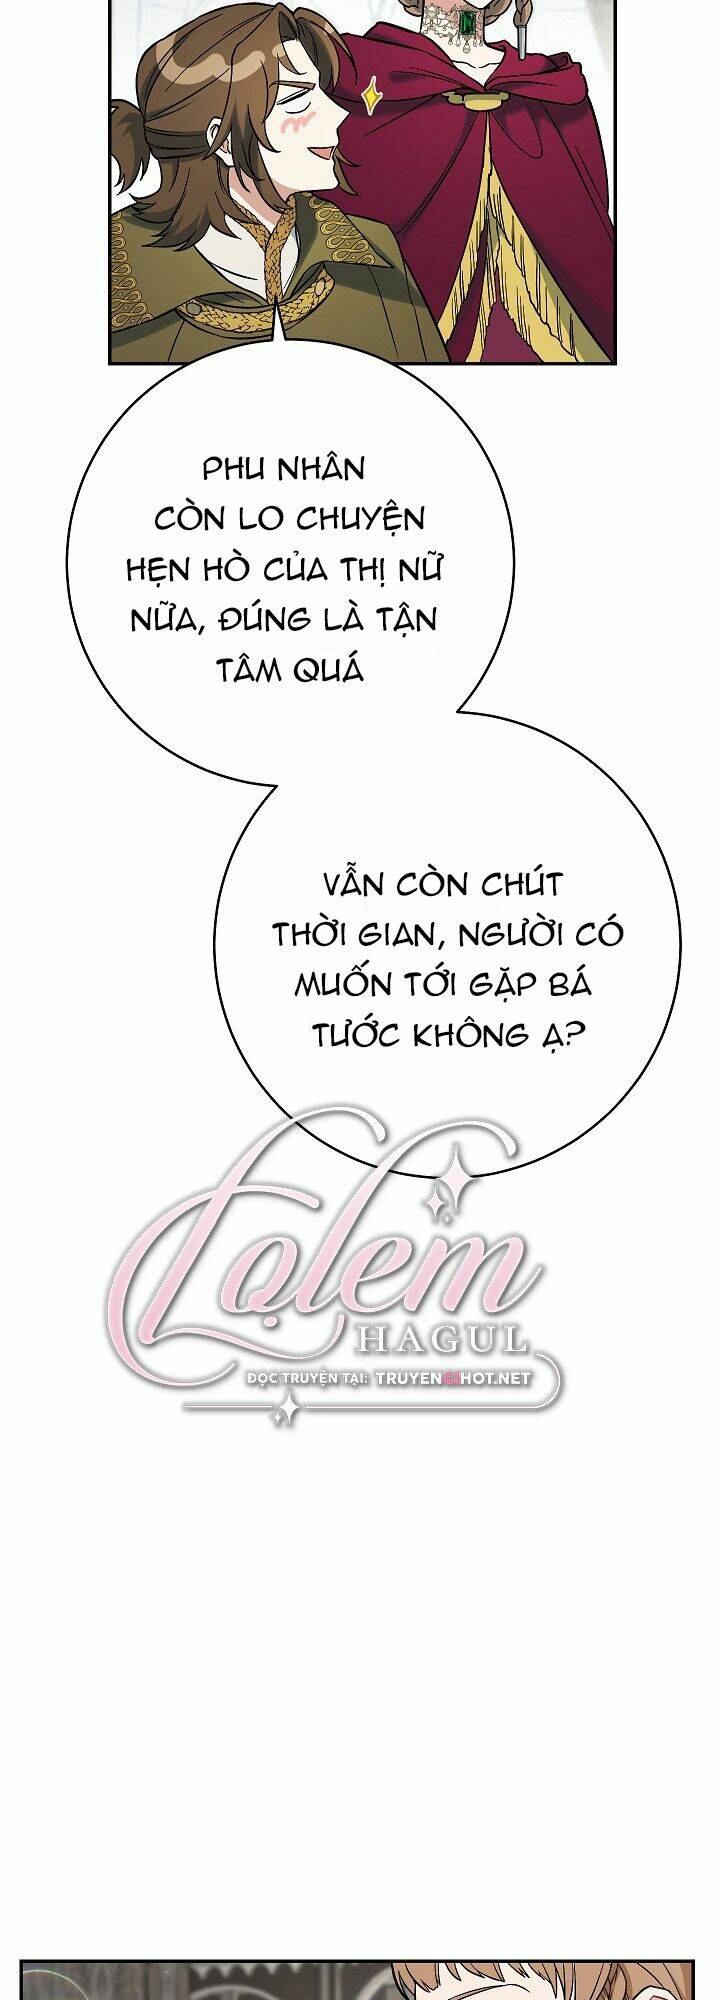 PHU NHÂN
CÒN LO CHUYỆN
HẸN HÒ CỦA THỊ NỮ
NỮA, ĐÚNG LÀ TẬN
TÂM QUÁ
VẪN CÒN CHÚT
THỜI GIAN, NGƯỜI CÓ
MUỐN TỚI GẶP BÁ
TƯỚC KHÔNG Ạ?
Lọlem
HAGUL
ĐỌC TRUYỆN TẠI: TRUYENGIHOT.NET